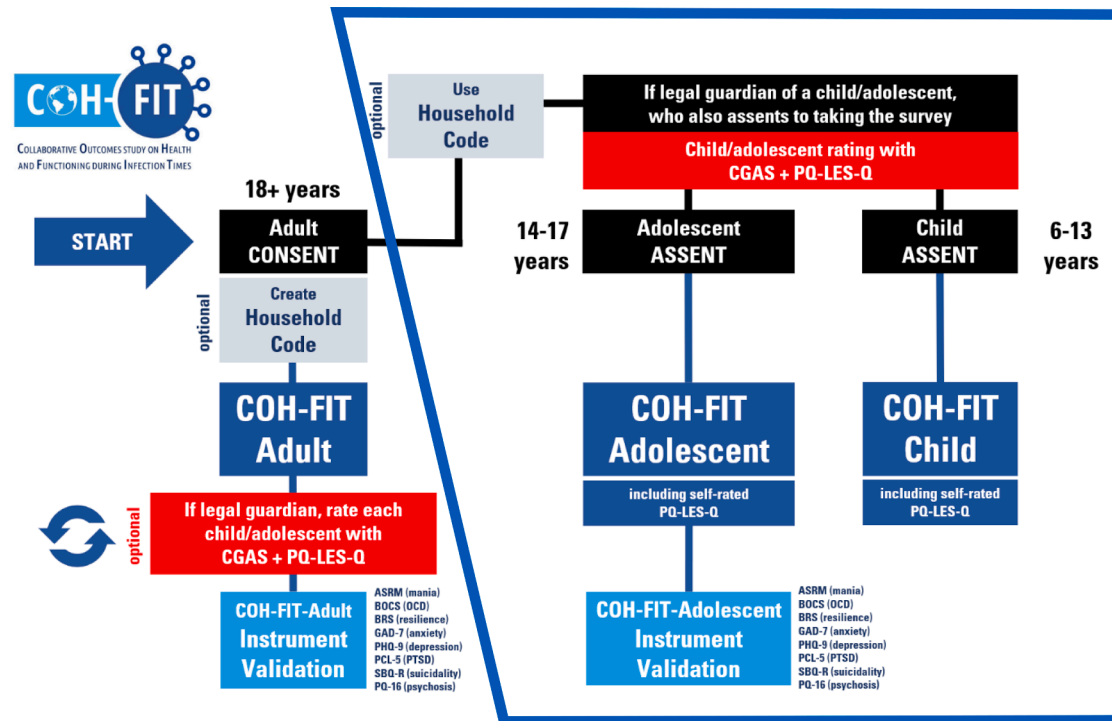 COH-FIT
COLLABORATIVE OUTCOMES STUDY ON HEALTH
AND FUNCTIONING DURING INFECTION TIMES
START
18+ years
Adult
CONSENT
optional
Create
Household
Code
COH-FIT
Adult
optional
If legal guardian, rate each
child/adolescent with
CGAS + PQ-LES-Q
COH-FIT-Adult
Instrument
Validation
ASRM (mania)
BOCS (OCD)
BRS (resilience)
GAD-7 (anxiety)
PHQ-9 (depression)
PCL-5 (PTSD)
SBQ-R (suicidality)
PQ-16 (psychosis)
optional
Use
Household
Code
If legal guardian of a child/adolescent,
who also assents to taking the survey
Child/adolescent rating with
CGAS + PQ-LES-Q
14-17
years
Adolescent
ASSENT
Child
ASSENT
6-13
years
COH-FIT
Adolescent
including self-rated
PQ-LES-Q
COH-FIT
Child
including self-rated
PQ-LES-Q
COH-FIT-Adolescent
Instrument
Validation
ASRM (mania)
BOCS (OCD)
BRS (resilience)
GAD-7 (anxiety)
PHQ-9 (depression)
PCL-5 (PTSD)
SBQ-R (suicidality)
PQ-16 (psychosis)